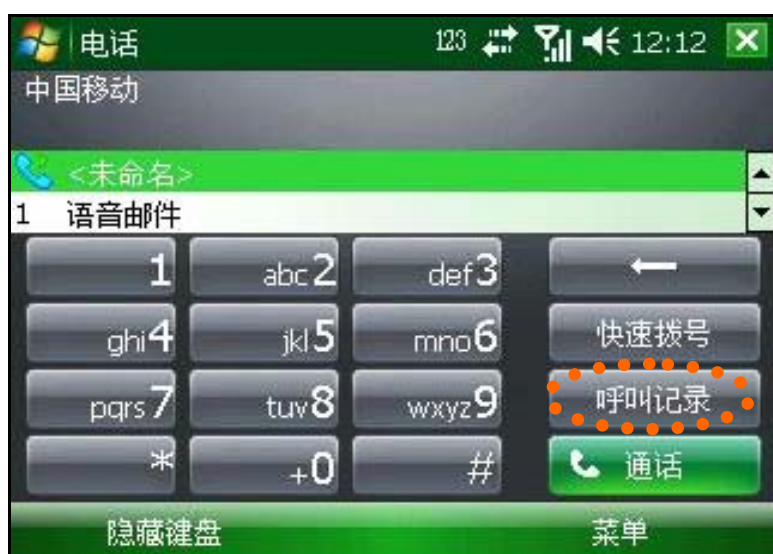 电话 123 12:12
中国移动
<未命名>
1 语音邮件
1 abc2 def3
ghi4 jkl5 mno6 快速拨号
pqrs7 tuv8 wxyz9 呼叫记录
* +0 # 通话
隐藏键盘 菜单